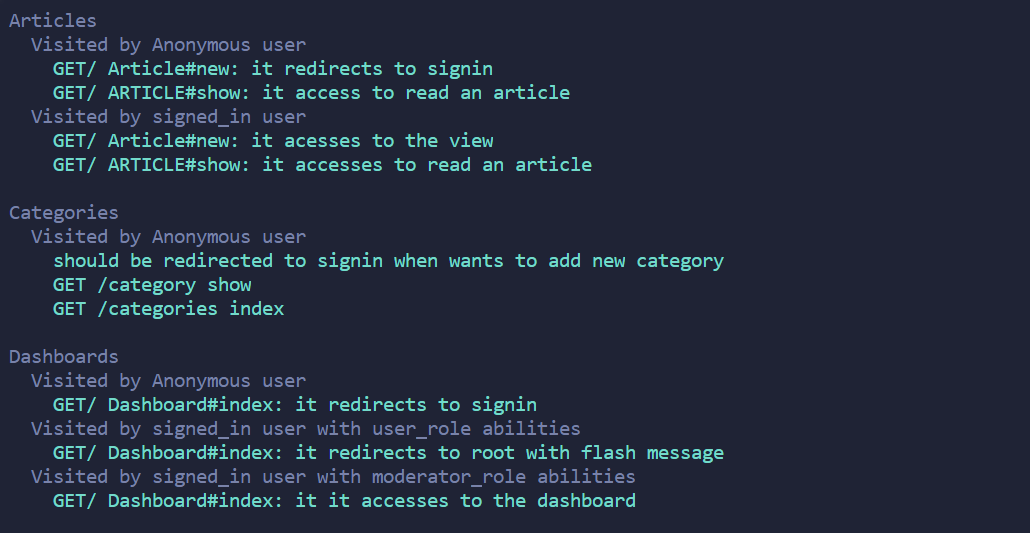 Articles
Visited by Anonymous user
GET/ Article#new: it redirects to signin
GET/ ARTICLE#show: it access to read an article
Visited by signed_in user
GET/ Article#new: it acesses to the view
GET/ ARTICLE#show: it accesses to read an article
Categories
Visited by Anonymous user
should be redirected to signin when wants to add new category
GET /category show
GET /categories index
Dashboards
Visited by Anonymous user
GET/ Dashboard#index: it redirects to signin
Visited by signed_in user with user_role abilities
GET/ Dashboard#index: it redirects to root with flash message
Visited by signed_in user with moderator_role abilities
GET/ Dashboard#index: it it accesses to the dashboard